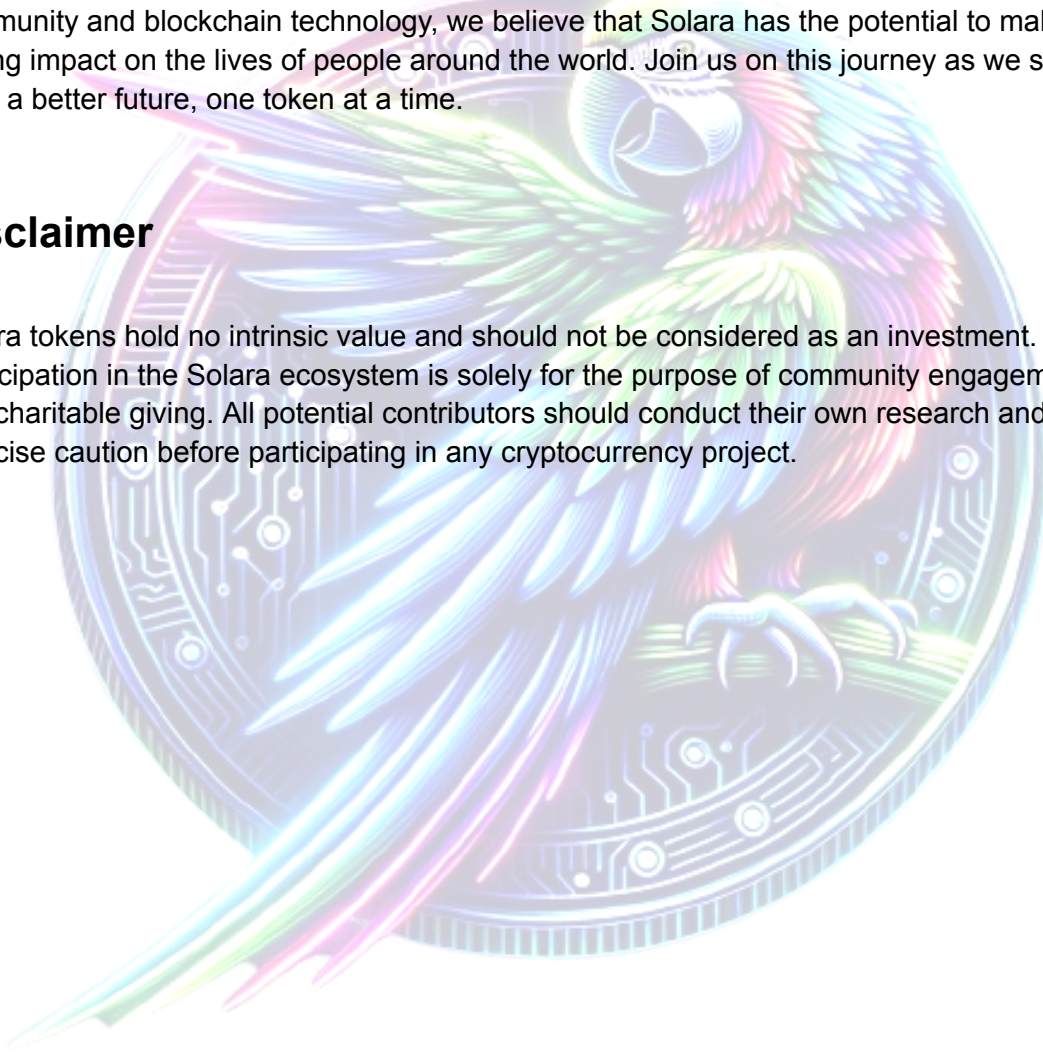 munity and blockchain technology, we believe that Solara has the potential to mal
ng impact on the lives of people around the world. Join us on this journey as we s
a better future, one token at a time.
sclaimer
ra tokens hold no intrinsic value and should not be considered as an investment.
cipation in the Solara ecosystem is solely for the purpose of community engagem
charitable giving. All potential contributors should conduct their own research and
cise caution before participating in any cryptocurrency project.